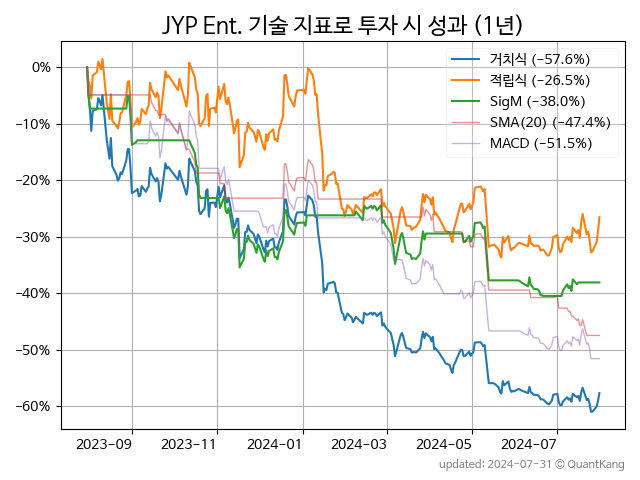 JYP Ent. 기술 지표로 투자 시 성과 (1년)
거치식 (−57.6%)
적립식 (−26.5%)
SigM (−38.0%)
SMA(20) (−47.4%)
MACD (−51.5%)
0%
−10%
−20%
−30%
−40%
−50%
−60%
2023-09 2023-11 2024-01 2024-03 2024-05 2024-07
updated: 2024-07-31 © QuantKang